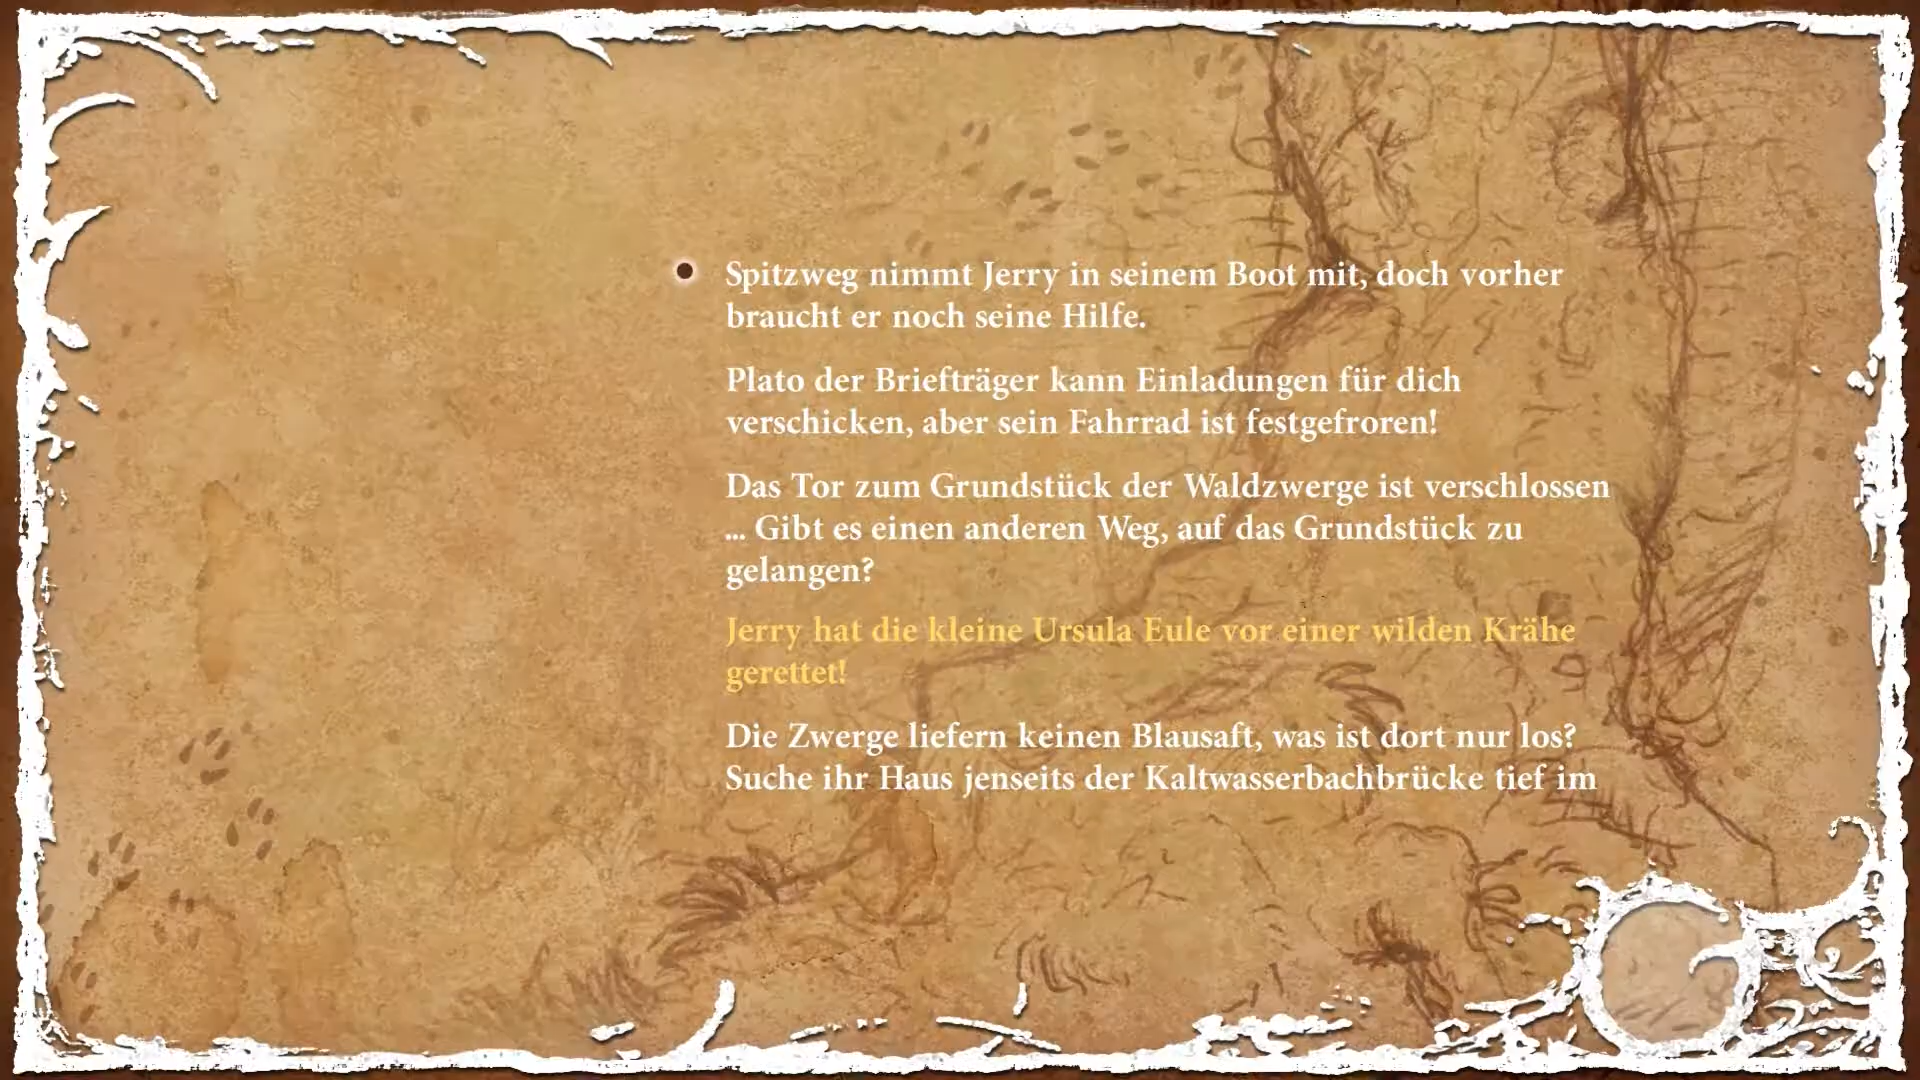 Spitzweg nimmt Jerry in seinem Boot mit, doch vorher
braucht er noch seine Hilfe.
Plato der Briefträger kann Einladungen für dich
verschicken, aber sein Fahrrad ist festgefroren!
Das Tor zum Grundstück der Waldzwerge ist verschlossen
... Gibt es einen anderen Weg, auf das Grundstück zu
gelangen?
Jerry hat die kleine Ursula Eule vor einer wilden Krähe
gerettet!
Die Zwerge liefern keinen Blausaft, was ist dort nur los?
Suche ihr Haus jenseits der Kaltwasserbachbrücke tief im